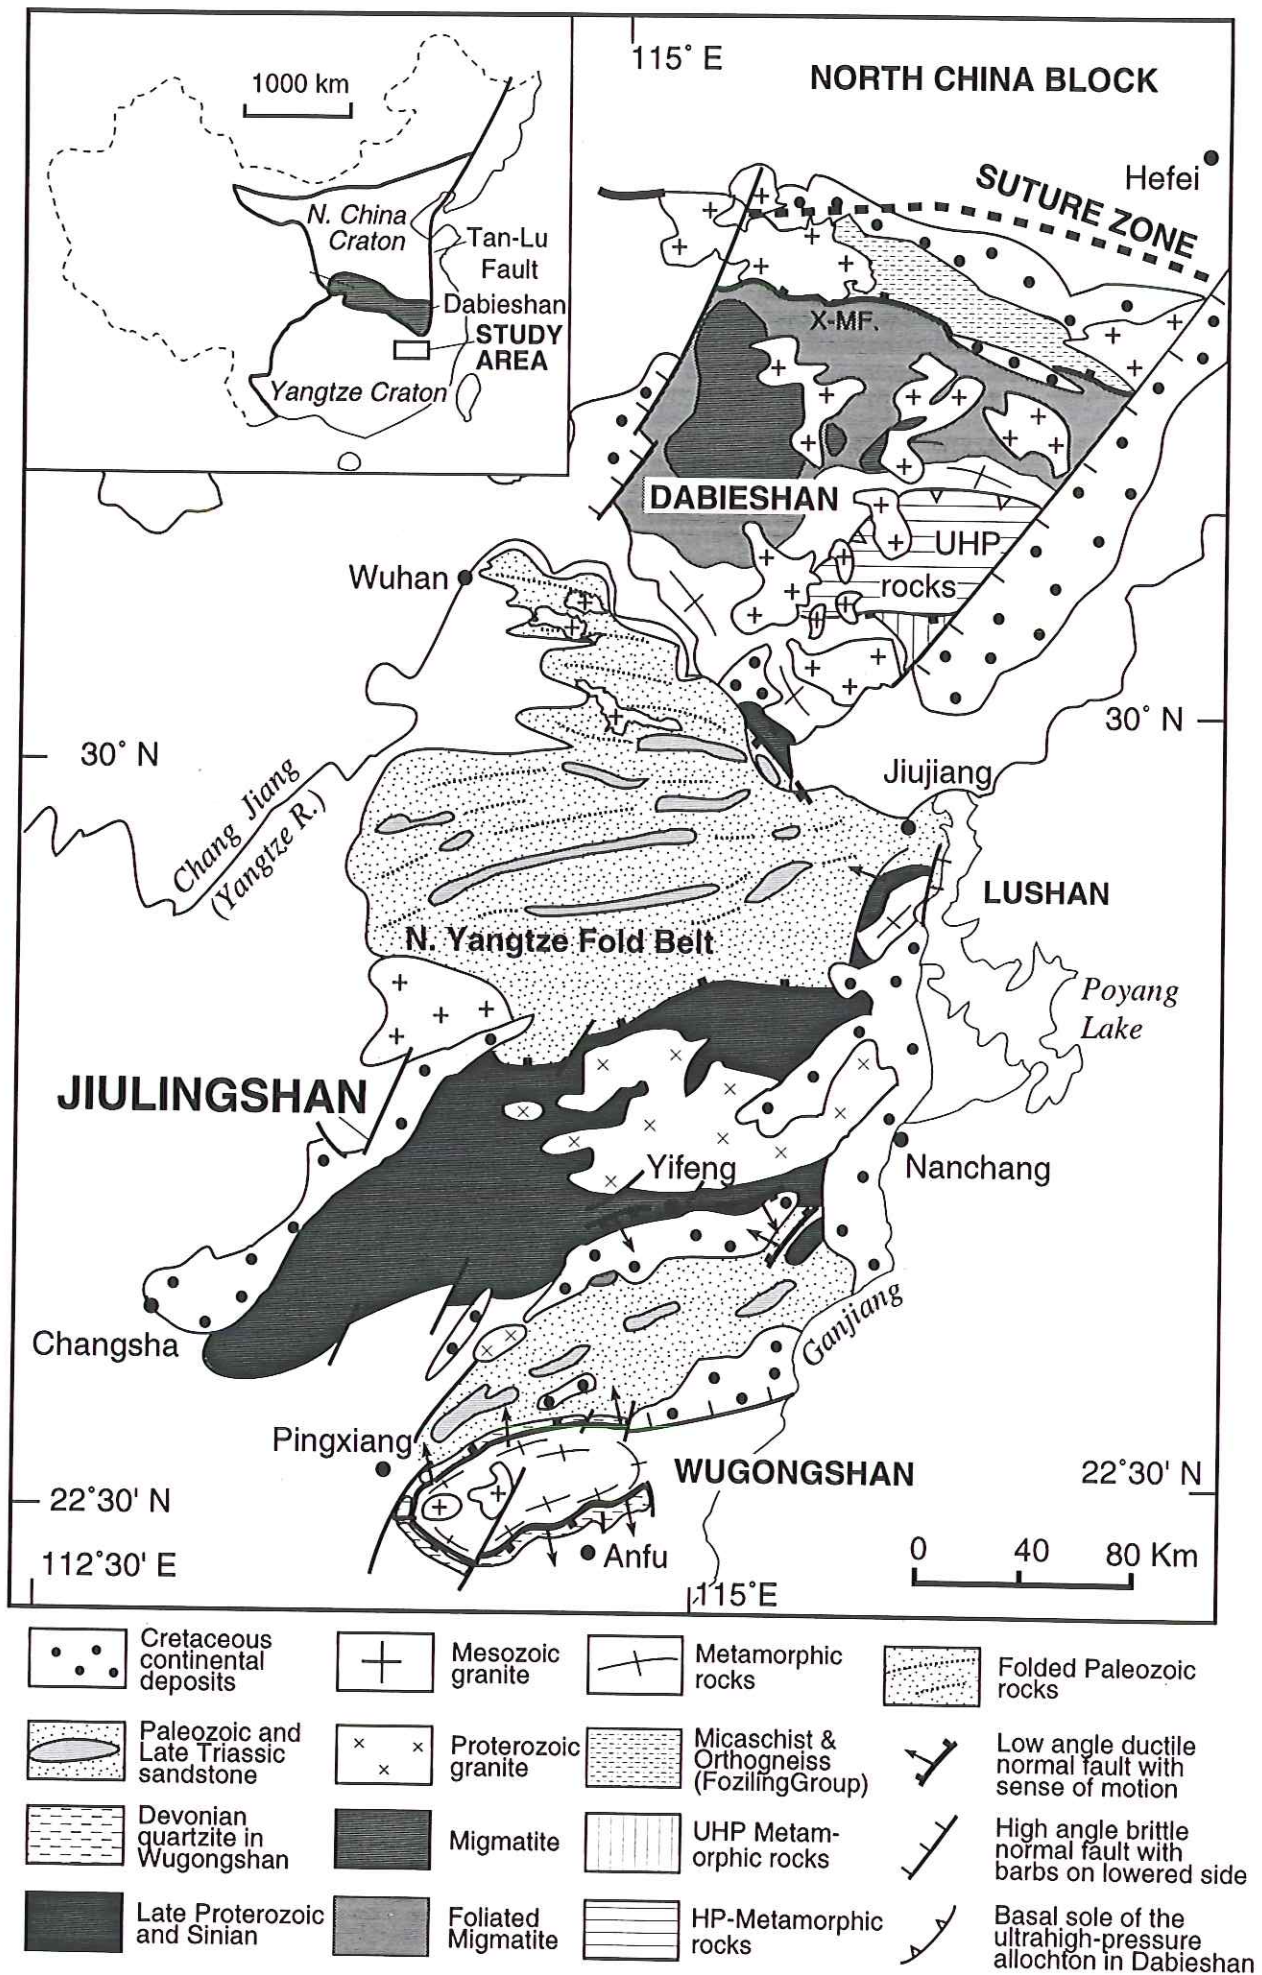 1000 km
N. China
Craton
Tan-Lu
Fault
Dabieshan
STUDY
AREA
Yangtze Craton
115° E
NORTH CHINA BLOCK
Hefei
SUTURE ZONE
X-MF.
DABIESHAN
UHP
rocks
Wuhan
30° N
30° N
Chang Jiang
(Yangtze R.)
Jiujiang
LUSHAN
N. Yangtze Fold Belt
Poyang
Lake
JIULINGSHAN
Yifeng
Nanchang
Changsha
Ganjiang
Pingxiang
WUGONGSHAN
22°30' N
22°30' N
Anfu
0 40 80 Km
112°30' E
115°E
Cretaceous
continental
deposits
Mesozoic
granite
Metamorphic
rocks
Folded Paleozoic
rocks
Paleozoic and
Late Triassic
sandstone
Proterozoic
granite
Micaschist &
Orthogneiss
(FozilingGroup)
Low angle ductile
normal fault with
sense of motion
Devonian
quartzite in
Wugongshan
Migmatite
UHP Metam-
orphic rocks
High angle brittle
normal fault with
barbs on lowered side
Late Proterozoic
and Sinian
Foliated
Migmatite
HP-Metamorphic
rocks
Basal sole of the
ultrahigh-pressure
allochton in Dabieshan